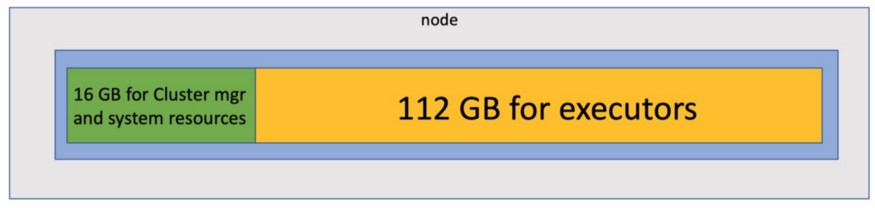 node
16 GB for Cluster mgr
and system resources
112 GB for executors